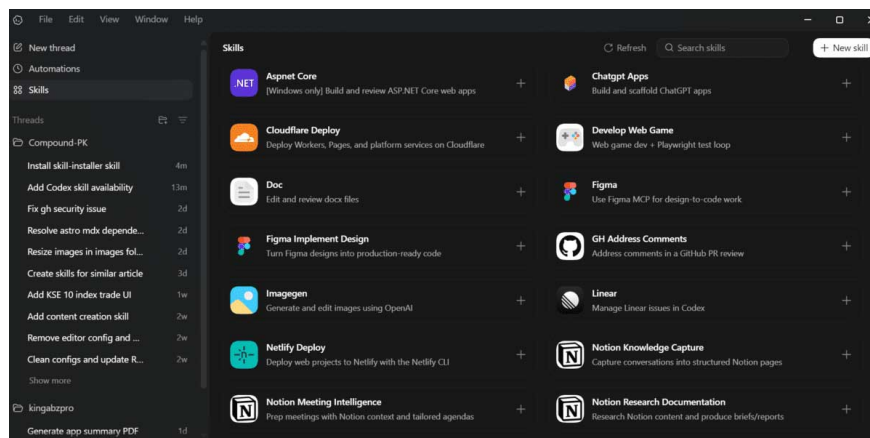 File Edit View Window Help
New thread
Automations
Skills
Threads
Compound-PK
Install skill-installer skill 4m
Add Codex skill availability 13m
Fix gh security issue 2d
Resolve astro mdx depende... 2d
Resize images in images fol... 2d
Create skills for similar article 3d
Add KSE 10 index trade UI 1w
Add content creation skill 2w
Remove editor config and ... 2w
Clean configs and update R... 2w
Show more
kingabzpro
Generate app summary PDF 1d
Skills
Refresh
Search skills
+ New skill
.NET
Aspnet Core
[Windows only] Build and review ASP.NET Core web apps
Chatgpt Apps
Build and scaffold ChatGPT apps
Cloudflare Deploy
Deploy Workers, Pages, and platform services on Cloudflare
Develop Web Game
Web game dev + Playwright test loop
Doc
Edit and review docx files
Figma
Use Figma MCP for design-to-code work
Figma Implement Design
Turn Figma designs into production-ready code
GH Address Comments
Address comments in a GitHub PR review
Imagegen
Generate and edit images using OpenAI
Linear
Manage Linear issues in Codex
Netlify Deploy
Deploy web projects to Netlify with the Netlify CLI
Notion Knowledge Capture
Capture conversations into structured Notion pages
Notion Meeting Intelligence
Prep meetings with Notion context and tailored agendas
Notion Research Documentation
Research Notion content and produce briefs/reports